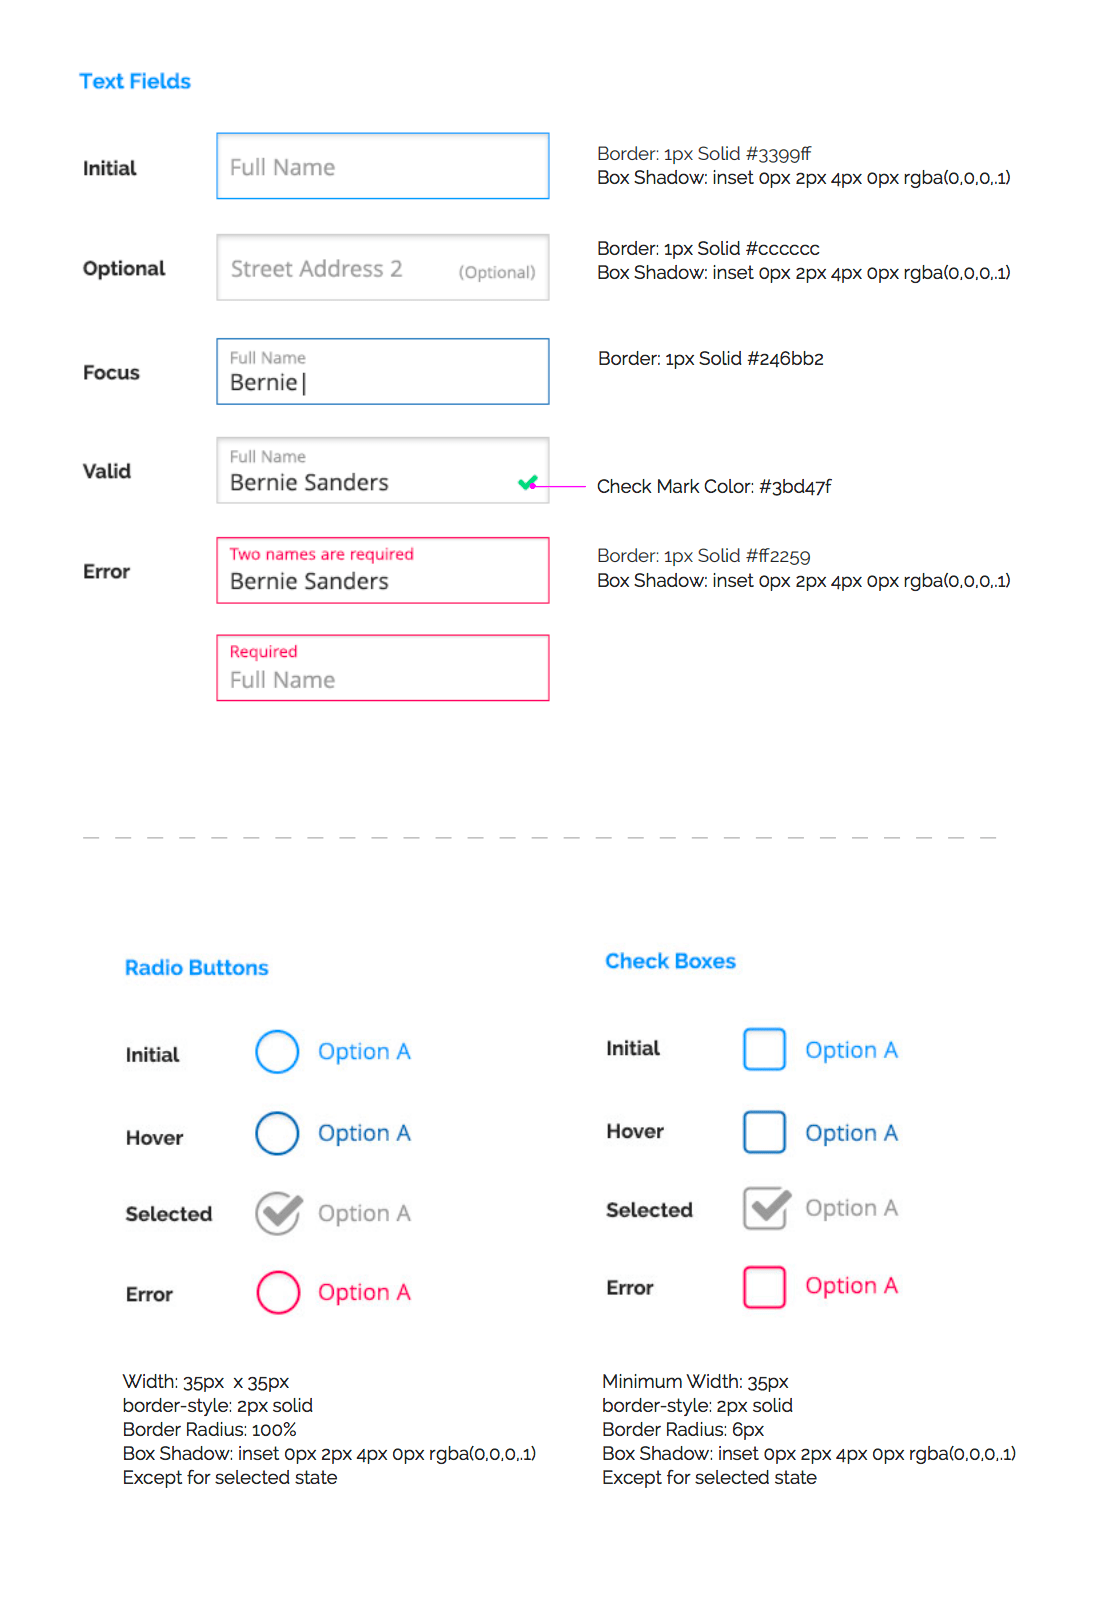 Text Fields
Initial
Full Name
Border: 1px Solid #3399ff
Box Shadow: inset 0px 2px 4px 0px rgba(0,0,0,.1)
Optional
Street Address 2
(Optional)
Border: 1px Solid #cccccc
Box Shadow: inset 0px 2px 4px 0px rgba(0,0,0,.1)
Focus
Full Name
Bernie
Border: 1px Solid #246bb2
Valid
Full Name
Bernie Sanders
Check Mark Color: #3bd47f
Error
Two names are required
Bernie Sanders
Border: 1px Solid #ff2259
Box Shadow: inset 0px 2px 4px 0px rgba(0,0,0,.1)
Required
Full Name
Radio Buttons
Initial
Option A
Hover
Option A
Selected
Option A
Error
Option A
Width: 35px  x 35px
border-style: 2px solid
Border Radius: 100%
Box Shadow: inset 0px 2px 4px 0px rgba(0,0,0,.1)
Except for selected state
Check Boxes
Initial
Option A
Hover
Option A
Selected
Option A
Error
Option A
Minimum Width: 35px
border-style: 2px solid
Border Radius: 6px
Box Shadow: inset 0px 2px 4px 0px rgba(0,0,0,.1)
Except for selected state